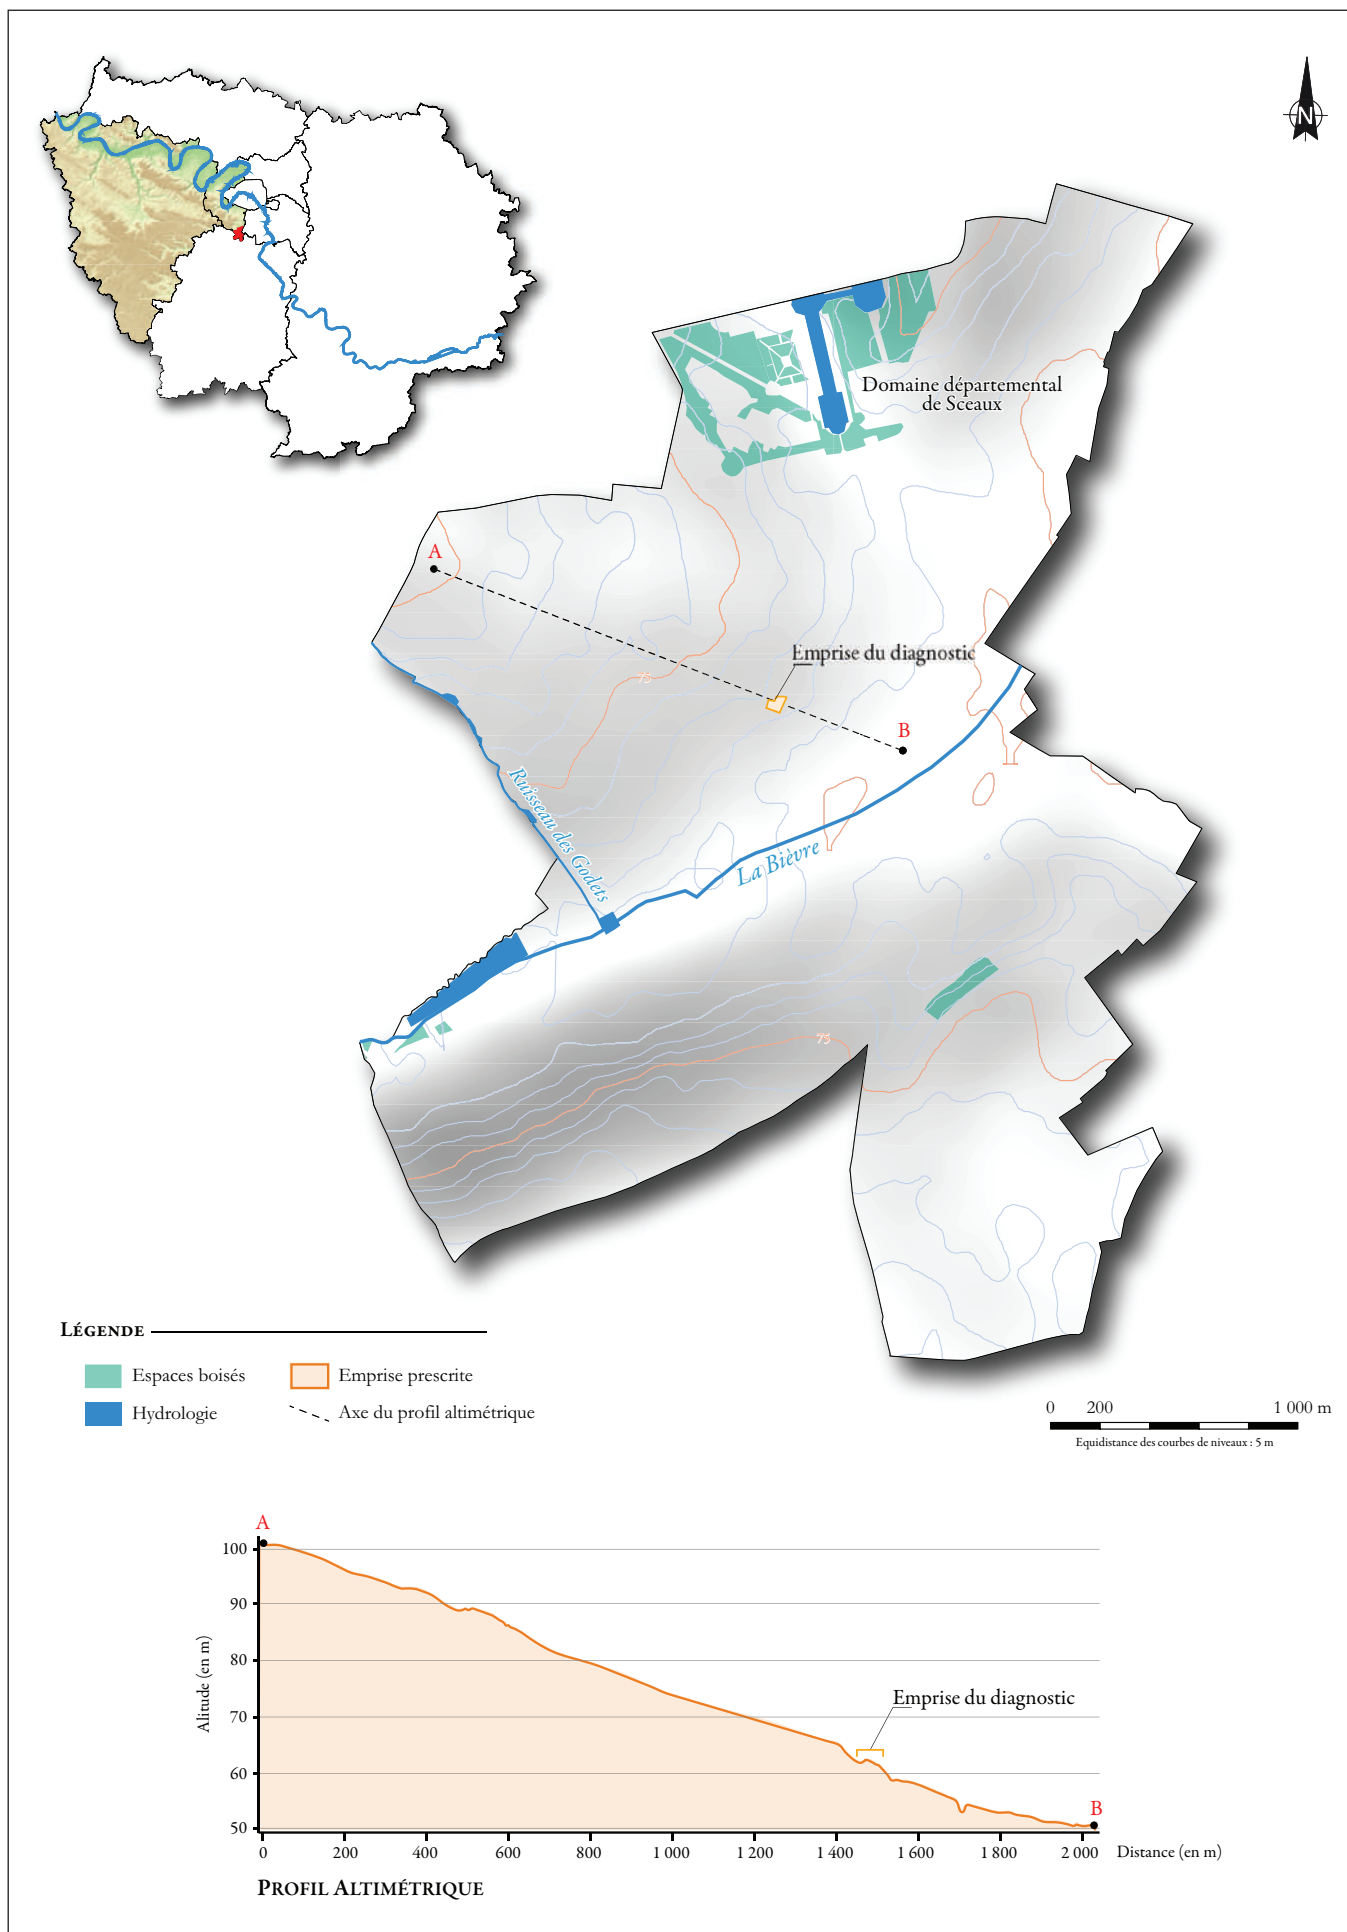 N
Domaine départemental
de Sceaux
A
Emprise du diagnostic
75
B
Ruisseau des Godets
La Bièvre
75
LÉGENDE
Espaces boisés
Emprise prescrite
Hydrologie
Axe du profil altimétrique
0 200 1 000 m
Equidistance des courbes de niveaux : 5 m
A
100
90
80
70
60
50
Alitude (en m)
Emprise du diagnostic
B
0 200 400 600 800 1 000 1 200 1 400 1 600 1 800 2 000 Distance (en m)
PROFIL ALTIMÉTRIQUE